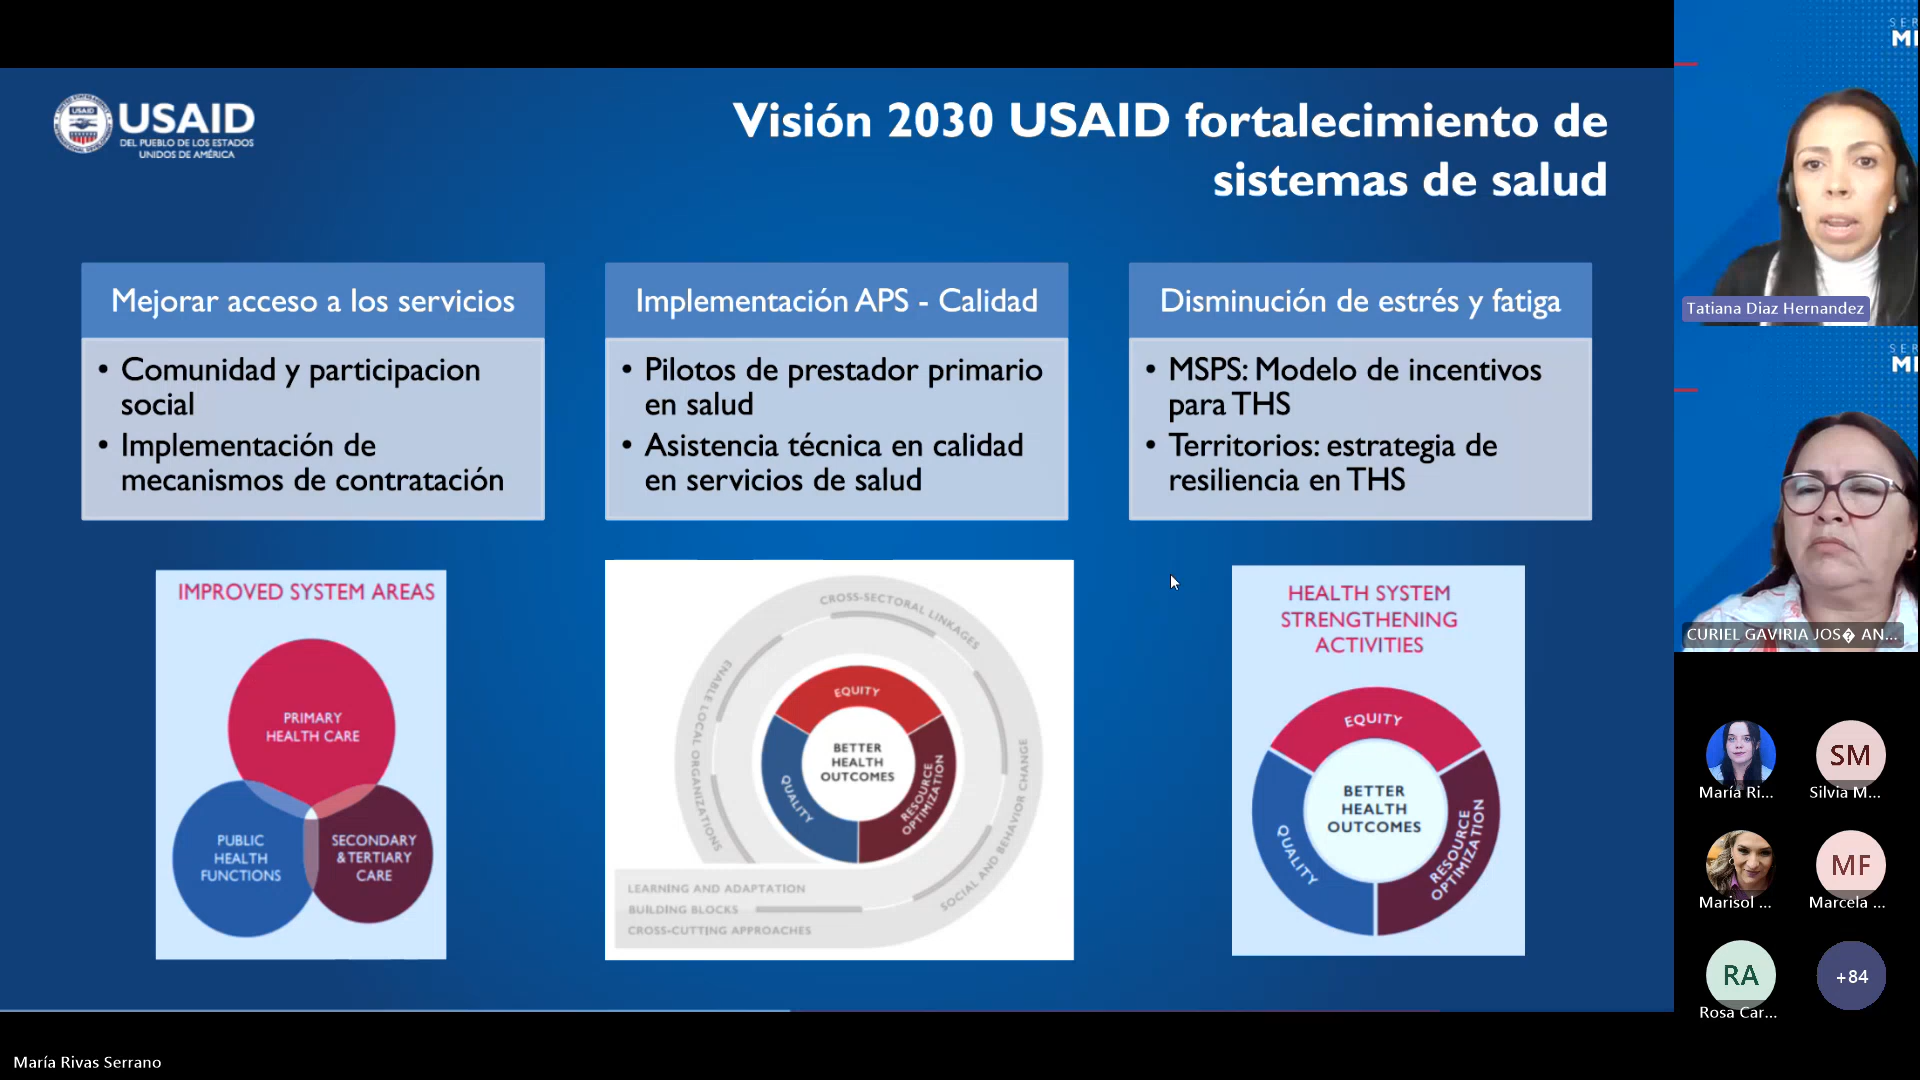 USAID
USAID
DEL PUEBLO DE LOS ESTADOS
UNIDOS DE AMÉRICA
Visión 2030 USAID fortalecimiento de
sistemas de salud
Mejorar acceso a los servicios
• Comunidad y participacion
social
• Implementación de
mecanismos de contratación
Implementación APS - Calidad
• Pilotos de prestador primario
en salud
• Asistencia técnica en calidad
en servicios de salud
Disminución de estrés y fatiga
• MSPS: Modelo de incentivos
para THS
• Territorios: estrategia de
resiliencia en THS
IMPROVED SYSTEM AREAS
PRIMARY
HEALTH CARE
PUBLIC
HEALTH
FUNCTIONS
SECONDARY
& TERTIARY
CARE
CROSS-SECTORAL LINKAGES
ENABLE LOCAL ORGANIZATIONS
SOCIAL AND BEHAVIOR CHANGE
EQUITY
QUALITY
RESOURCE
OPTIMIZATION
BETTER
HEALTH
OUTCOMES
LEARNING AND ADAPTATION
BUILDING BLOCKS
CROSS-CUTTING APPROACHES
HEALTH SYSTEM
STRENGTHENING
ACTIVITIES
EQUITY
QUALITY
RESOURCE
OPTIMIZATION
BETTER
HEALTH
OUTCOMES
SER
MI
Tatiana Diaz Hernandez
SER
MI
CURIEL GAVIRIA JOS� AN...
María Ri...
SM
Silvia M...
Marisol ...
MF
Marcela ...
RA
Rosa Car...
+84
María Rivas Serrano